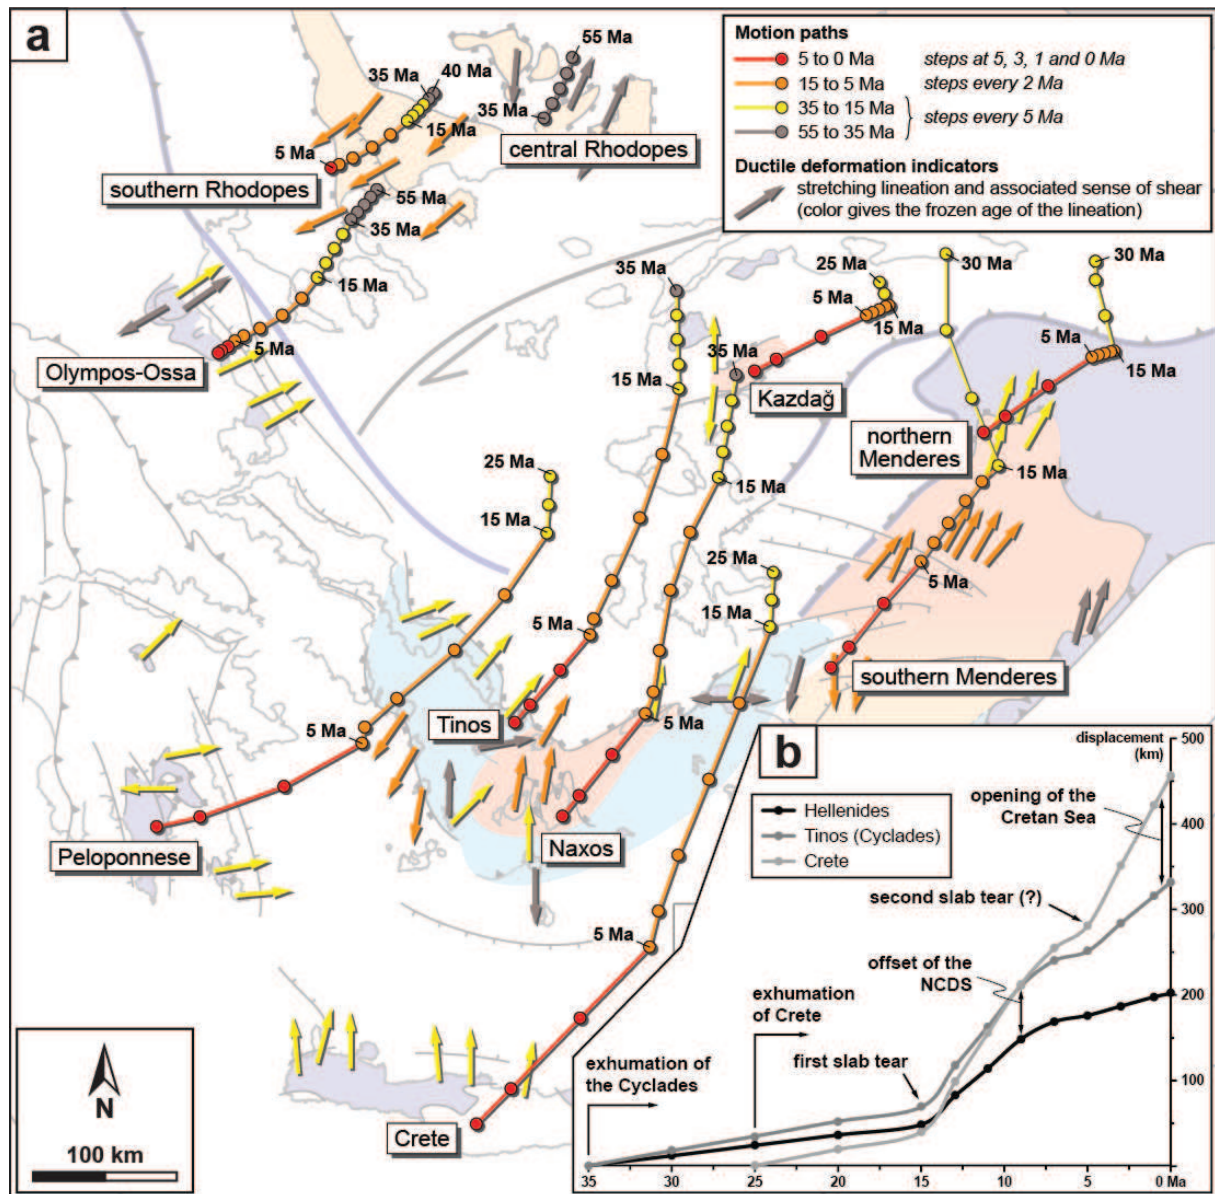 a
Motion paths
5 to 0 Ma steps at 5, 3, 1 and 0 Ma
15 to 5 Ma steps every 2 Ma
35 to 15 Ma
55 to 35 Ma
steps every 5 Ma
Ductile deformation indicators
stretching lineation and associated sense of shear
(color gives the frozen age of the lineation)
55 Ma
35 Ma
40 Ma
35 Ma
15 Ma
5 Ma
central Rhodopes
southern Rhodopes
55 Ma
35 Ma
15 Ma
5 Ma
Olympos-Ossa
35 Ma
25 Ma
30 Ma
30 Ma
5 Ma
15 Ma
5 Ma
15 Ma
35 Ma
15 Ma
Kazdağ
northern
Menderes
25 Ma
15 Ma
15 Ma
15 Ma
25 Ma
15 Ma
5 Ma
5 Ma
southern Menderes
Tinos
5 Ma
5 Ma
Naxos
Peloponnese
5 Ma
Crete
N
100 km
b
displacement
(km)
500
400
300
200
100
Hellenides
Tinos (Cyclades)
Crete
opening of the
Cretan Sea
second slab tear (?)
offset of the
NCDS
exhumation
of Crete
first slab tear
exhumation of
the Cyclades
35 30 25 20 15 10 5 0 Ma